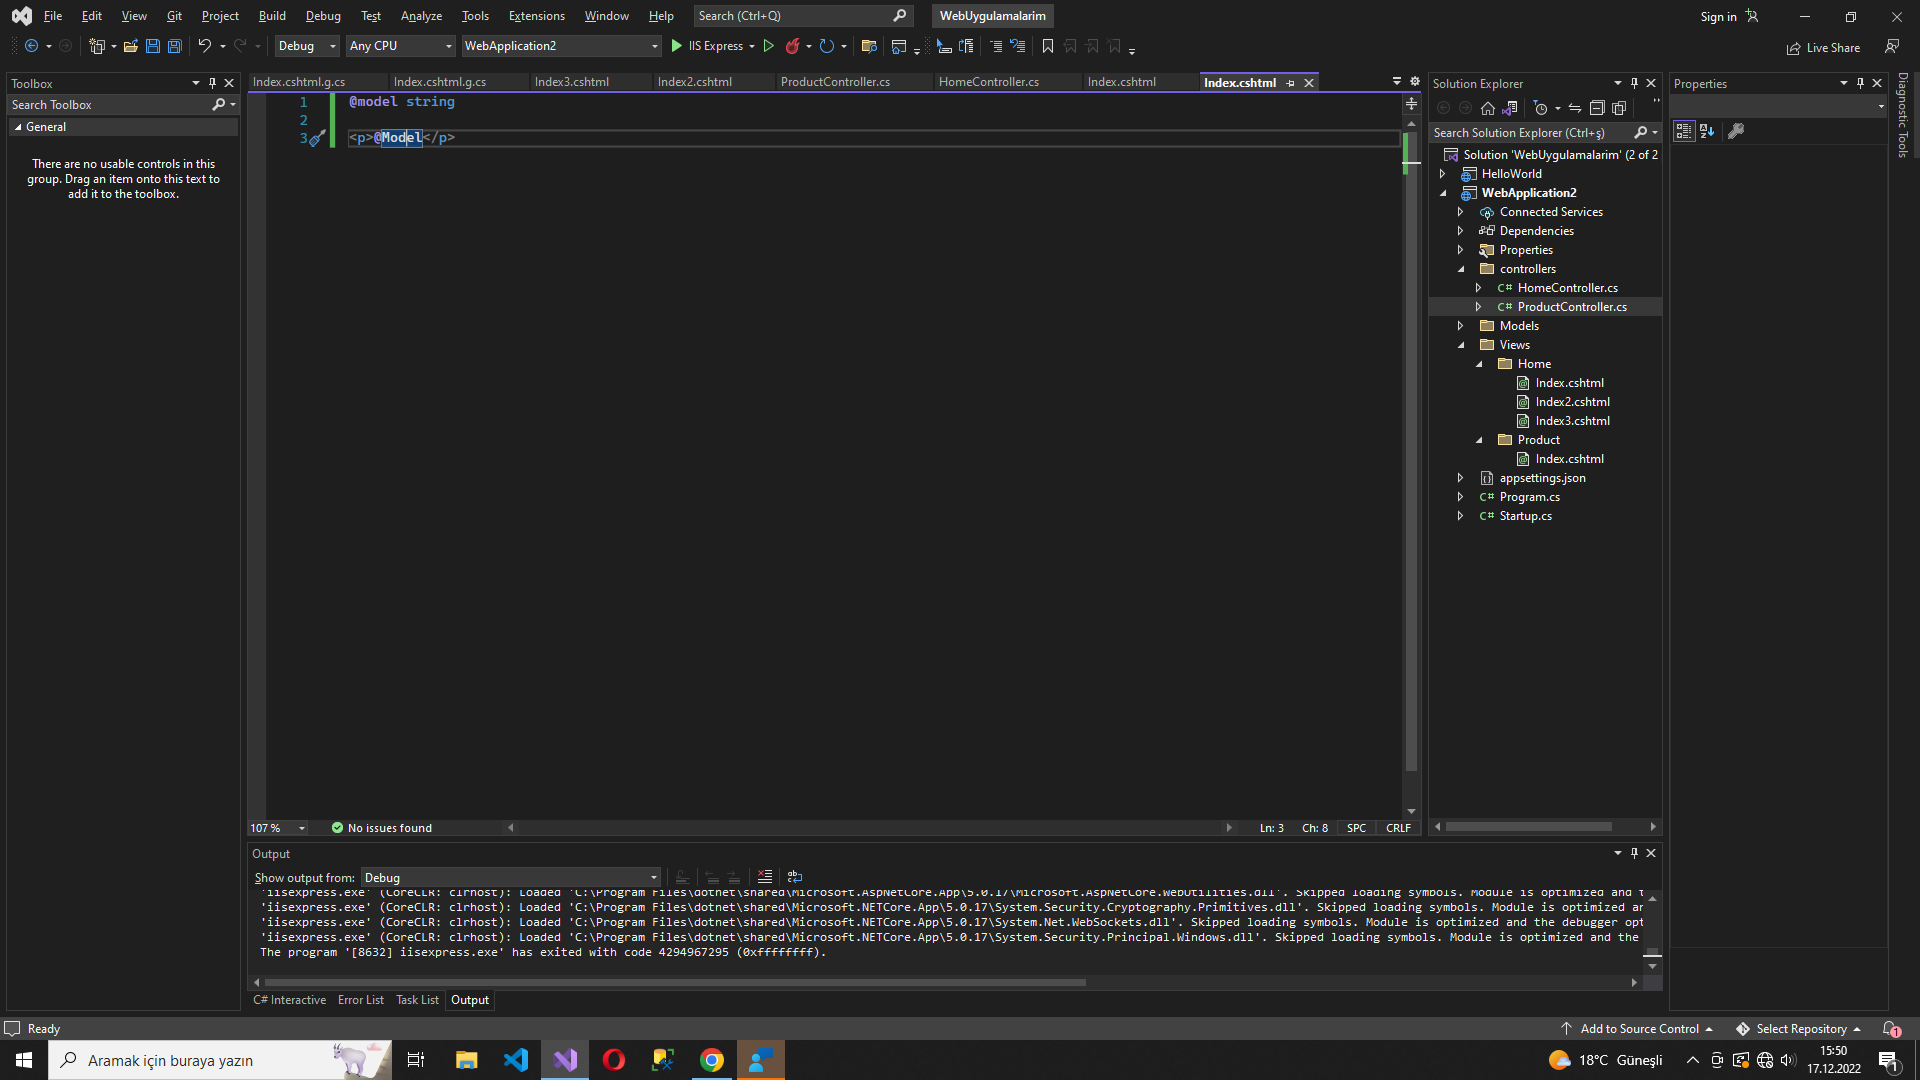 File Edit View Git Project Build Debug Test Analyze Tools Extensions Window Help Search (Ctrl+Q) WebUygulamalarim Sign in
Debug Any CPU WebApplication2 IIS Express Live Share
Toolbox
Search Toolbox
General
There are no usable controls in this
group. Drag an item onto this text to
add it to the toolbox.
Index.cshtml.g.cs Index.cshtml.g.cs Index3.cshtml Index2.cshtml ProductController.cs HomeController.cs Index.cshtml Index.cshtml
1 @model string
2
3 <p>@Model</p>
107 % No issues found Ln: 3 Ch: 8 SPC CRLF
Solution Explorer
Search Solution Explorer (Ctrl+ş)
Solution 'WebUygulamalarim' (2 of 2
HelloWorld
WebApplication2
Connected Services
Dependencies
Properties
controllers
C# HomeController.cs
C# ProductController.cs
Models
Views
Home
Index.cshtml
Index2.cshtml
Index3.cshtml
Product
Index.cshtml
appsettings.json
C# Program.cs
C# Startup.cs
Properties
Diagnostic Tools
Output
Show output from: Debug
'iisexpress.exe' (CoreCLR: clrhost): Loaded 'C:\Program Files\dotnet\shared\Microsoft.AspNetCore.App\5.0.17\Microsoft.AspNetCore.WebUtilities.dll'. Skipped loading symbols. Module is optimized and t
'iisexpress.exe' (CoreCLR: clrhost): Loaded 'C:\Program Files\dotnet\shared\Microsoft.NETCore.App\5.0.17\System.Security.Cryptography.Primitives.dll'. Skipped loading symbols. Module is optimized an
'iisexpress.exe' (CoreCLR: clrhost): Loaded 'C:\Program Files\dotnet\shared\Microsoft.NETCore.App\5.0.17\System.Net.WebSockets.dll'. Skipped loading symbols. Module is optimized and the debugger opt
'iisexpress.exe' (CoreCLR: clrhost): Loaded 'C:\Program Files\dotnet\shared\Microsoft.NETCore.App\5.0.17\System.Security.Principal.Windows.dll'. Skipped loading symbols. Module is optimized and the
The program '[8632] iisexpress.exe' has exited with code 4294967295 (0xffffffff).
C# Interactive Error List Task List Output
Ready Add to Source Control Select Repository 1
Aramak için buraya yazın 18°C Güneşli 15:50
17.12.2022 1